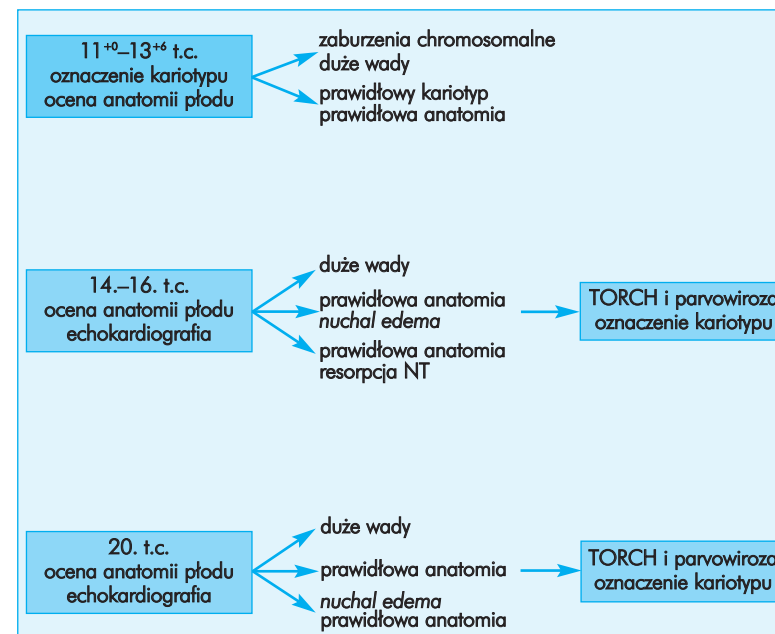 11⁺⁰–13⁺⁶ t.c.
oznaczenie kariotypu
ocena anatomii płodu
zaburzenia chromosomalne
duże wady
prawidłowy kariotyp
prawidłowa anatomia
14.–16. t.c.
ocena anatomii płodu
echokardiografia
duże wady
prawidłowa anatomia
nuchal edema
prawidłowa anatomia
resorpcja NT
TORCH i parvowiroza
oznaczenie kariotypu
20. t.c.
ocena anatomii płodu
echokardiografia
duże wady
prawidłowa anatomia
nuchal edema
prawidłowa anatomia
TORCH i parvowiroza
oznaczenie kariotypu